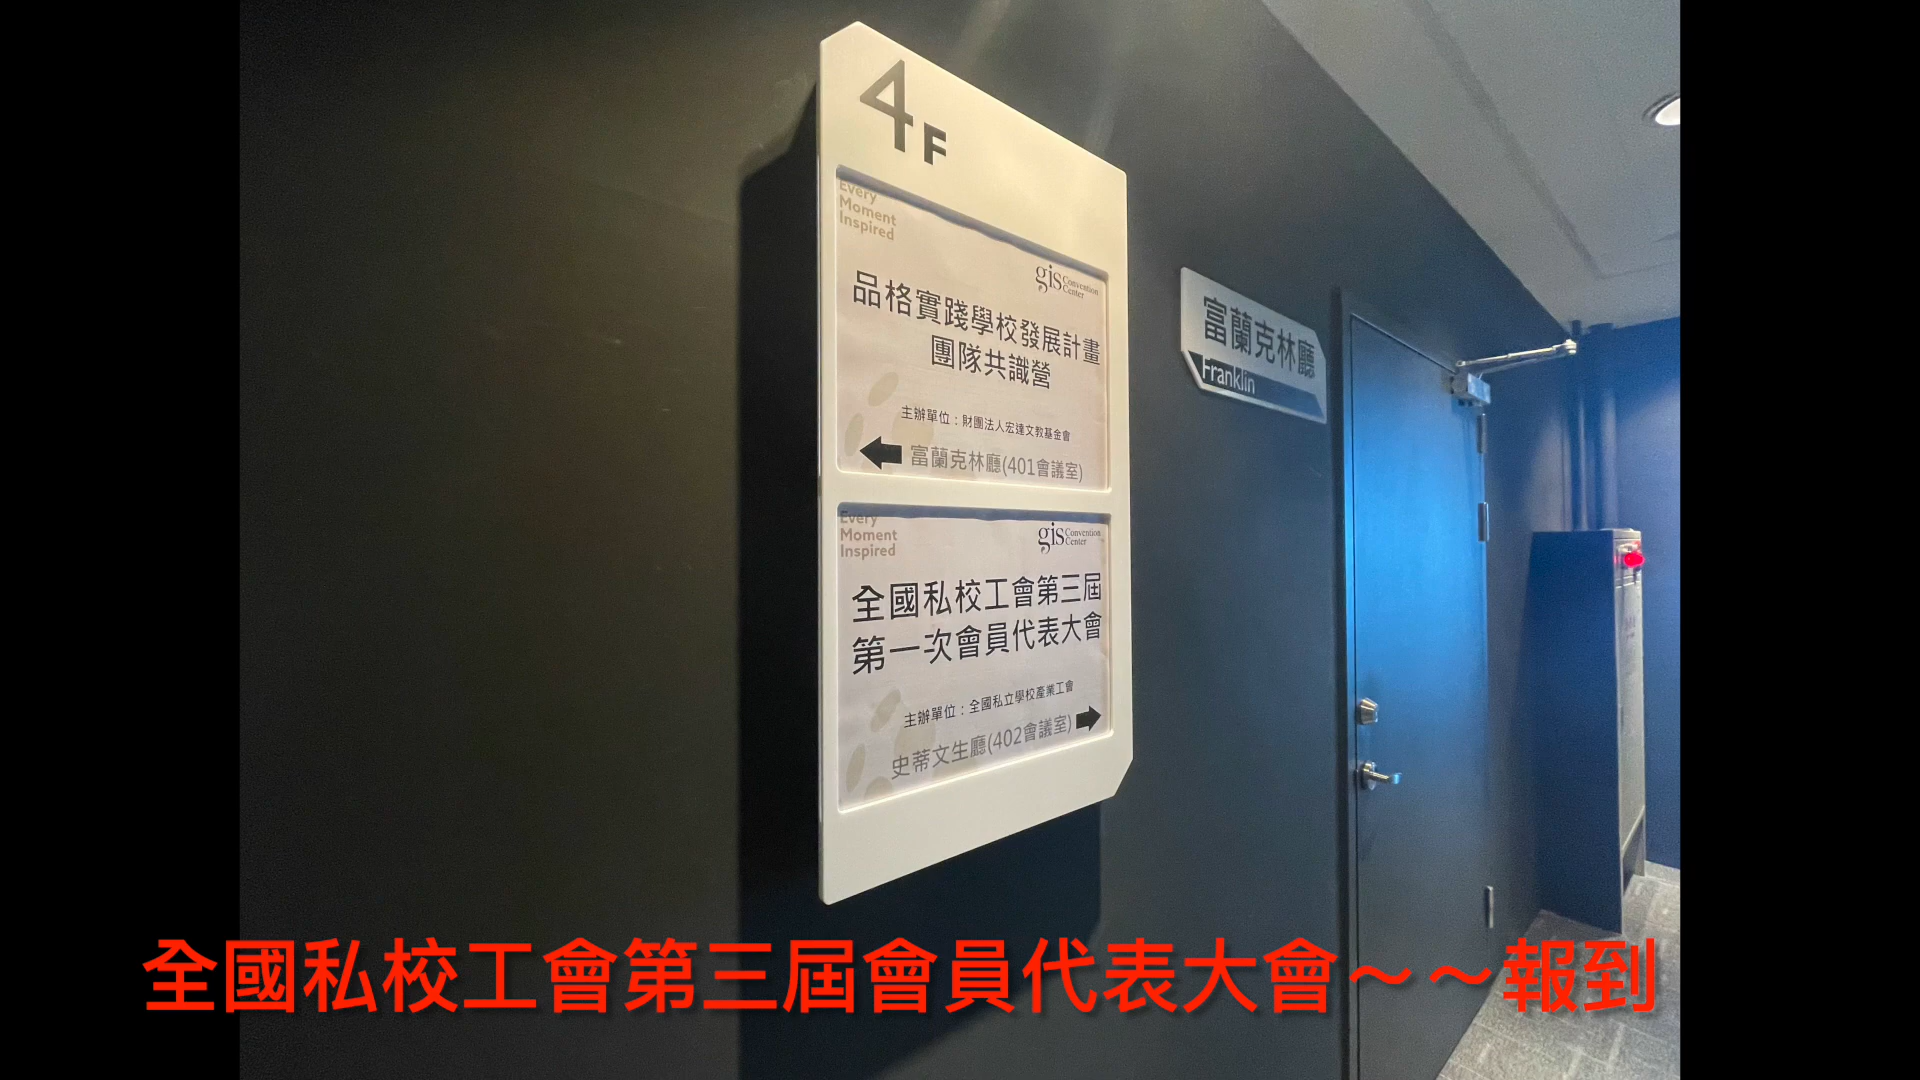 4F
Every
Moment
Inspired
gis Convention
Center
品格實踐學校發展計畫
團隊共識營
主辦單位：財團法人宏達文教基金會
富蘭克林廳(401會議室)
Every
Moment
Inspired
gis Convention
Center
全國私校工會第三屆
第一次會員代表大會
主辦單位：全國私立學校產業工會
史蒂文生廳(402會議室)
富蘭克林廳
Franklin
全國私校工會第三屆會員代表大會～～報到